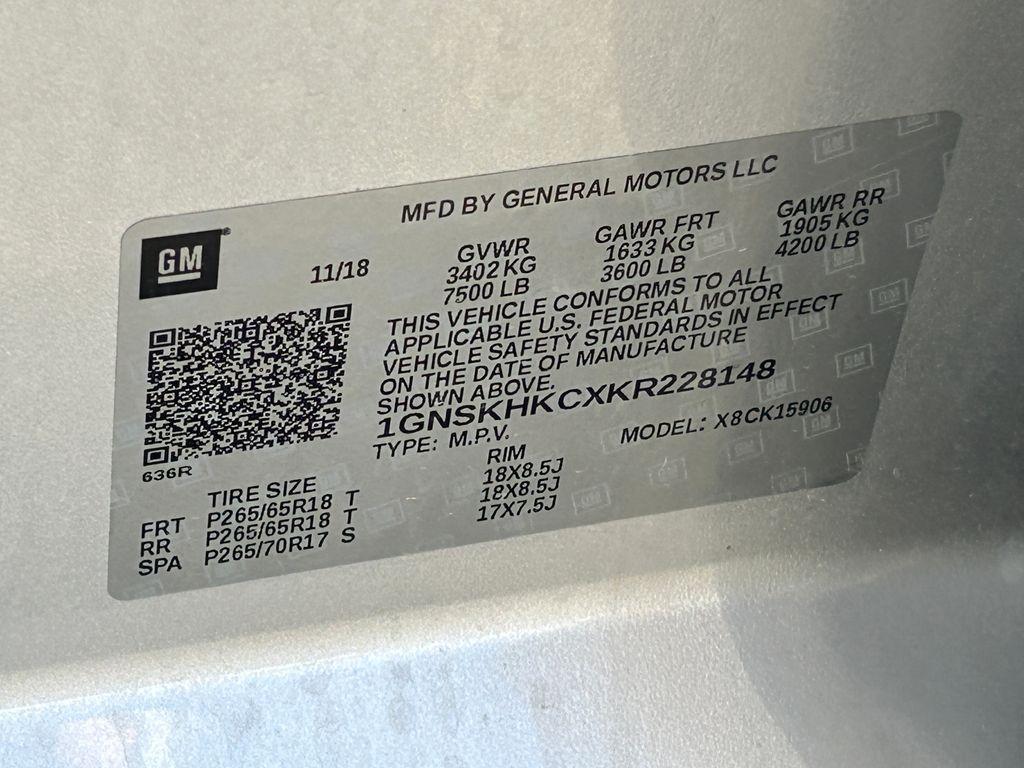 MFD BY GENERAL MOTORS LLC
GM®
11/18
GVWR GAWR FRT GAWR RR
3402 KG 1633 KG 1905 KG
7500 LB 3600 LB 4200 LB
THIS VEHICLE CONFORMS TO ALL
APPLICABLE U.S. FEDERAL MOTOR
VEHICLE SAFETY STANDARDS IN EFFECT
ON THE DATE OF MANUFACTURE
SHOWN ABOVE.
1GNSKHKCXKR228148
TYPE: M.P.V. MODEL: X8CK15906
636R
TIRE SIZE RIM
FRT P265/65R18 T 18X8.5J
RR P265/65R18 T 18X8.5J
SPA P265/70R17 S 17X7.5J